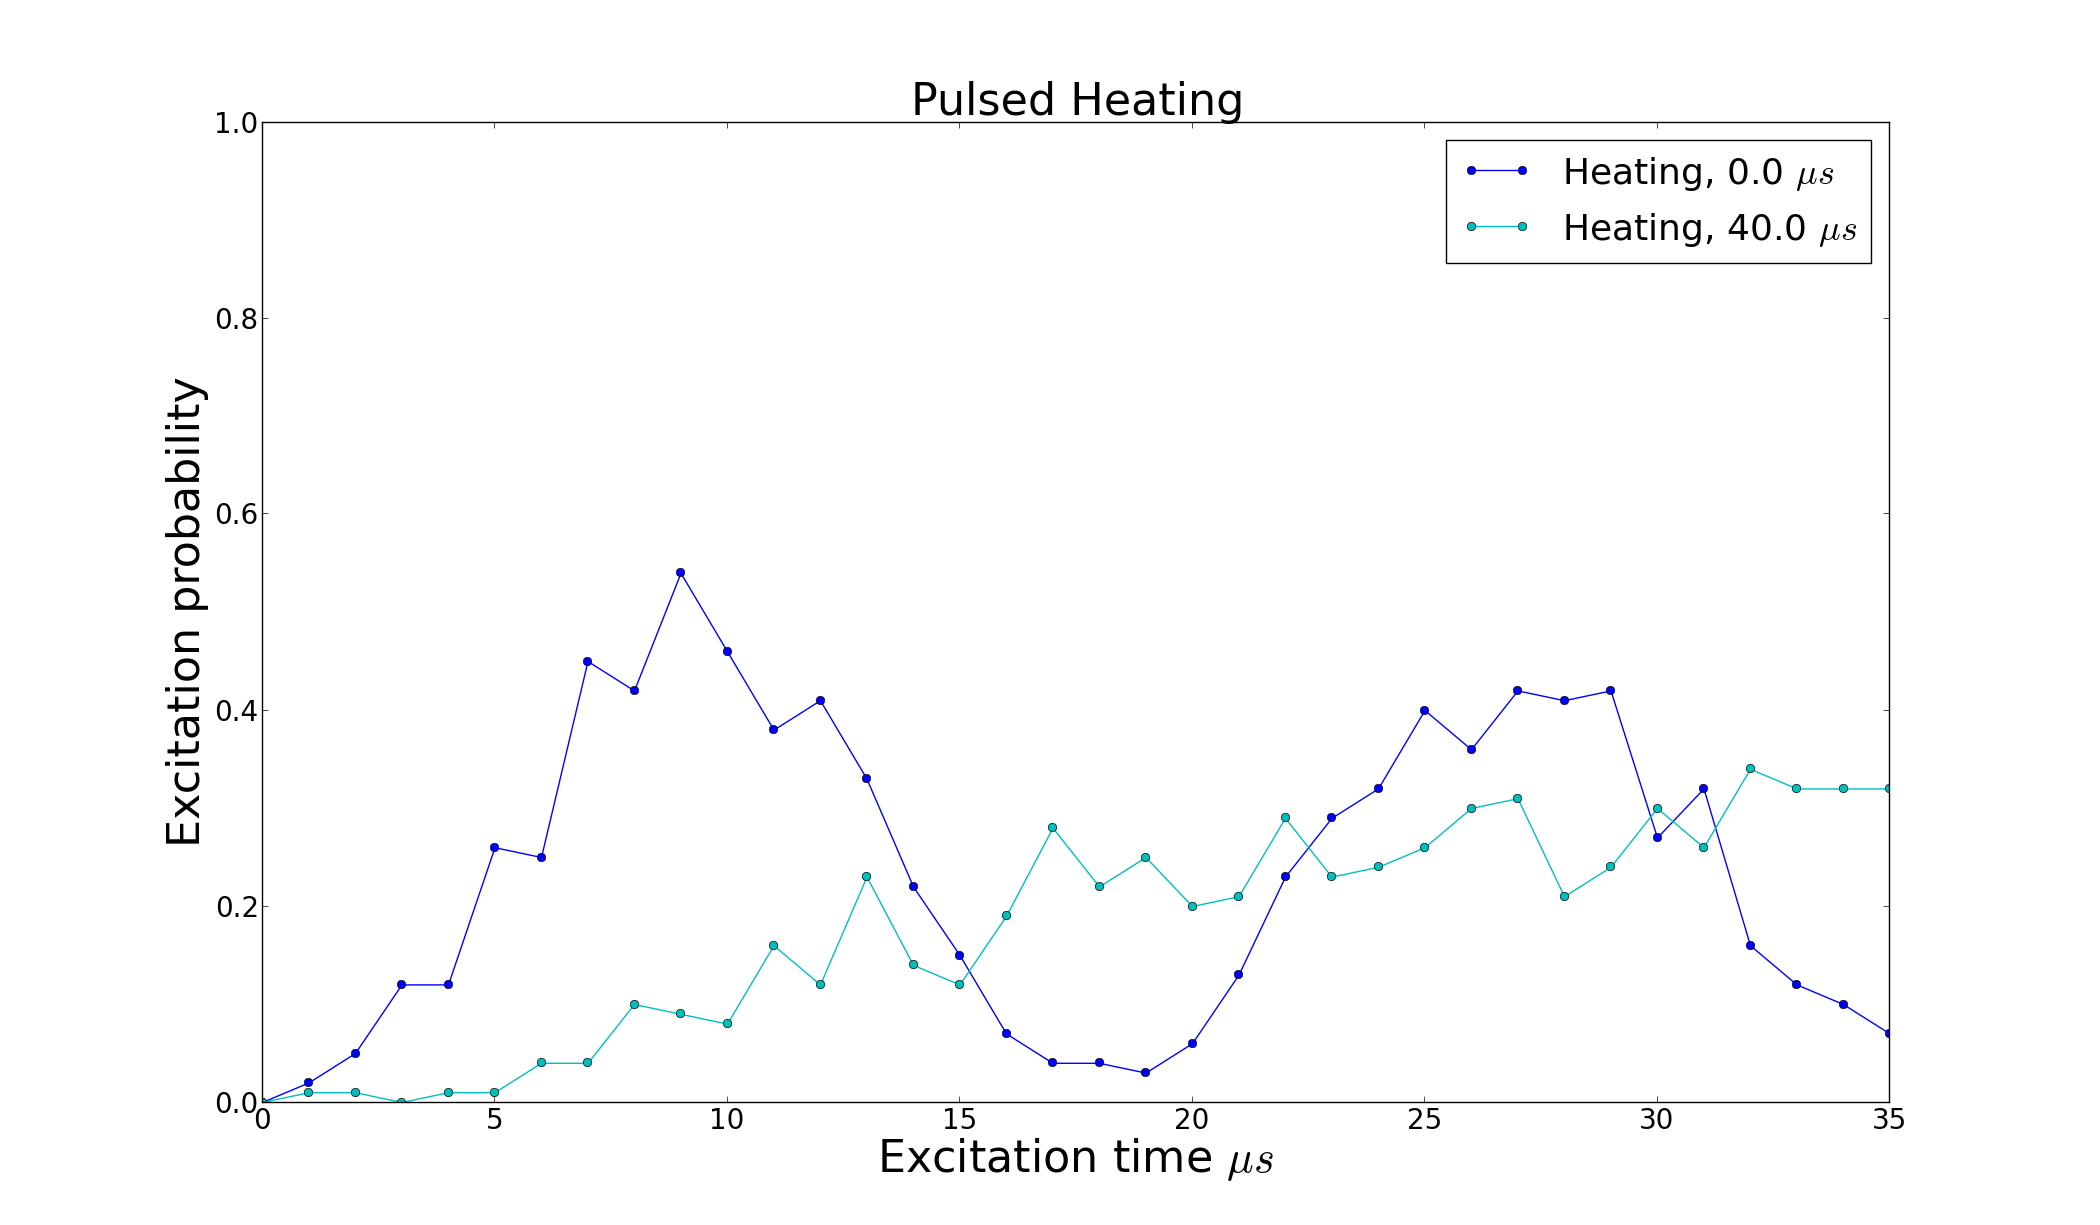 Pulsed Heating
1.0
0.8
0.6
0.4
0.2
0.0
Excitation probability
Heating, 0.0 μs
Heating, 40.0 μs
0 5 10 15 20 25 30 35
Excitation time μs